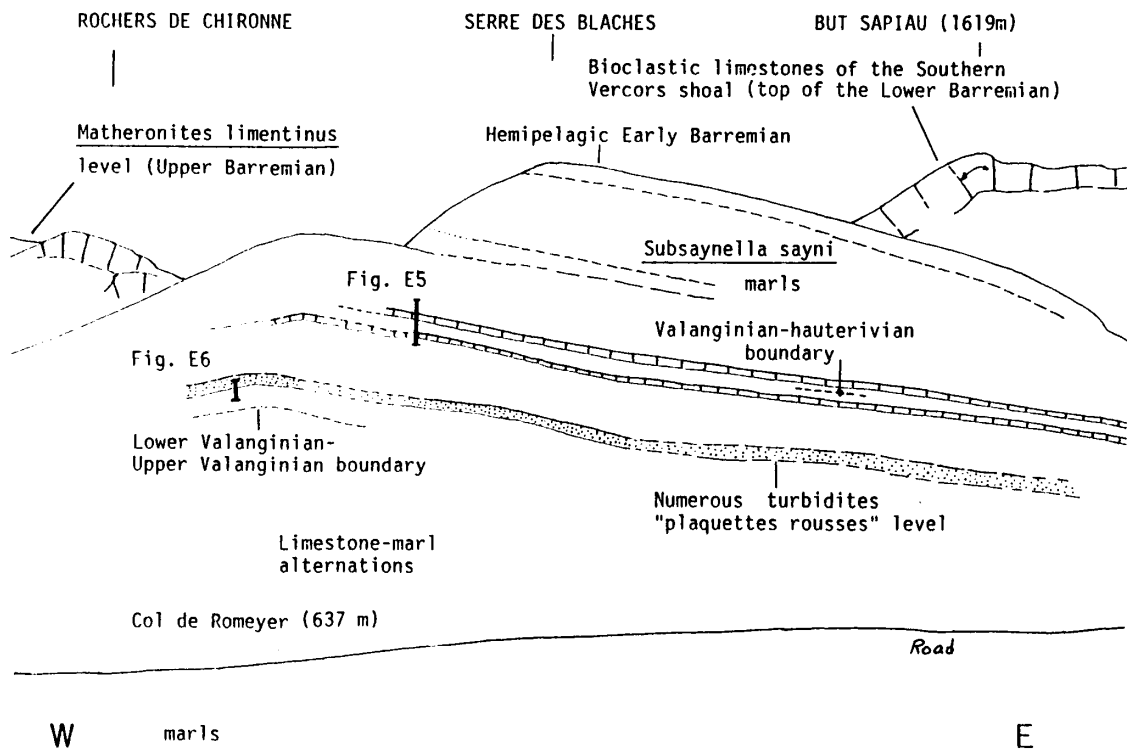 ROCHERS DE CHIRONNE
SERRE DES BLACHES
BUT SAPIAU (1619m)
Bioclastic limestones of the Southern
Vercors shoal (top of the Lower Barremian)
Matheronites limentinus
level (Upper Barremian)
Hemipelagic Early Barremian
Subsaynella sayni
marls
Fig. E5
Valanginian-hauterivian
boundary
Fig. E6
Lower Valanginian-
Upper Valanginian boundary
Numerous turbidites
"plaquettes rousses" level
Limestone-marl
alternations
Col de Romeyer (637 m)
Road
W
marls
E